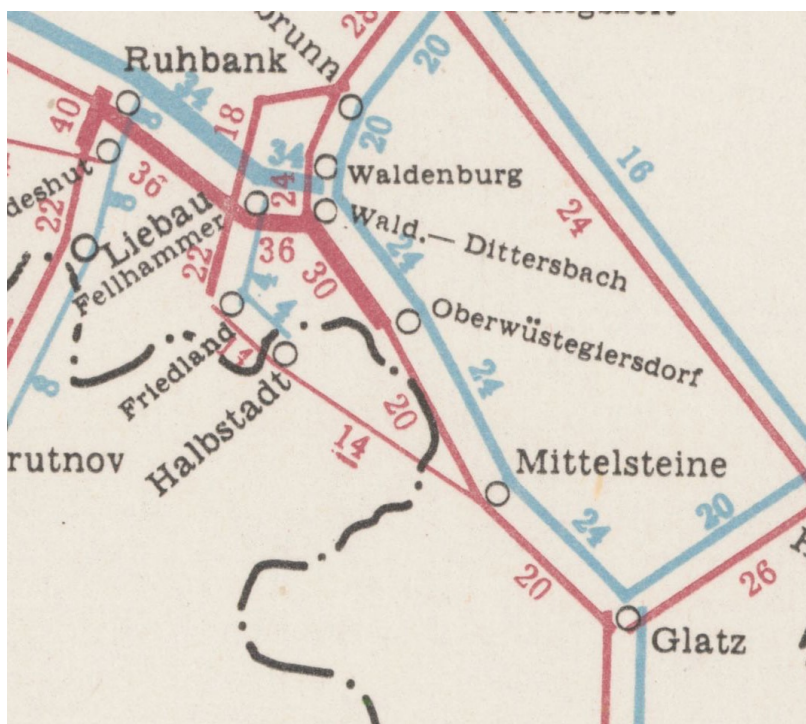 brunn
28
20
Ruhbank
34
40
8
18
20
16
36
34
Waldenburg
deshut
8
24
24
22
Liebau
Wald.— Dittersbach
Fellhammer
36
24
22
4
30
4
Oberwüstegiersdorf
Friedland
14
8
24
20
Halbstadt
14
rutnov
Mittelsteine
24
20
20
26
Glatz